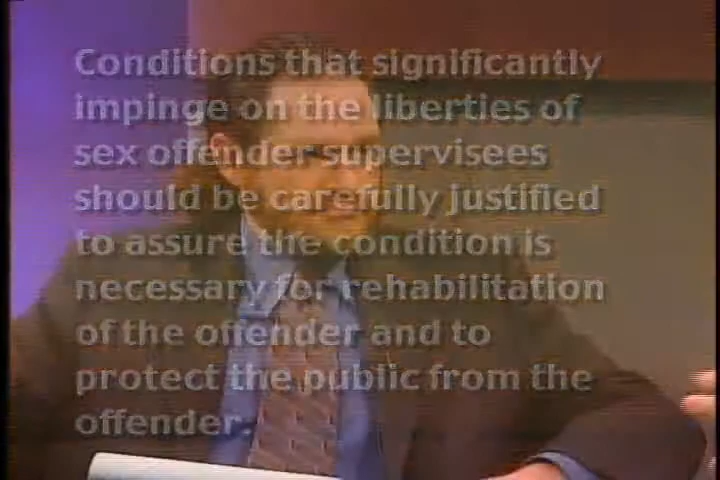 Conditions that significantly
impinge on the liberties of
sex offender supervisees
should be carefully justified
to assure the condition is
necessary for rehabilitation
of the offender and to
protect the public from the
offender.